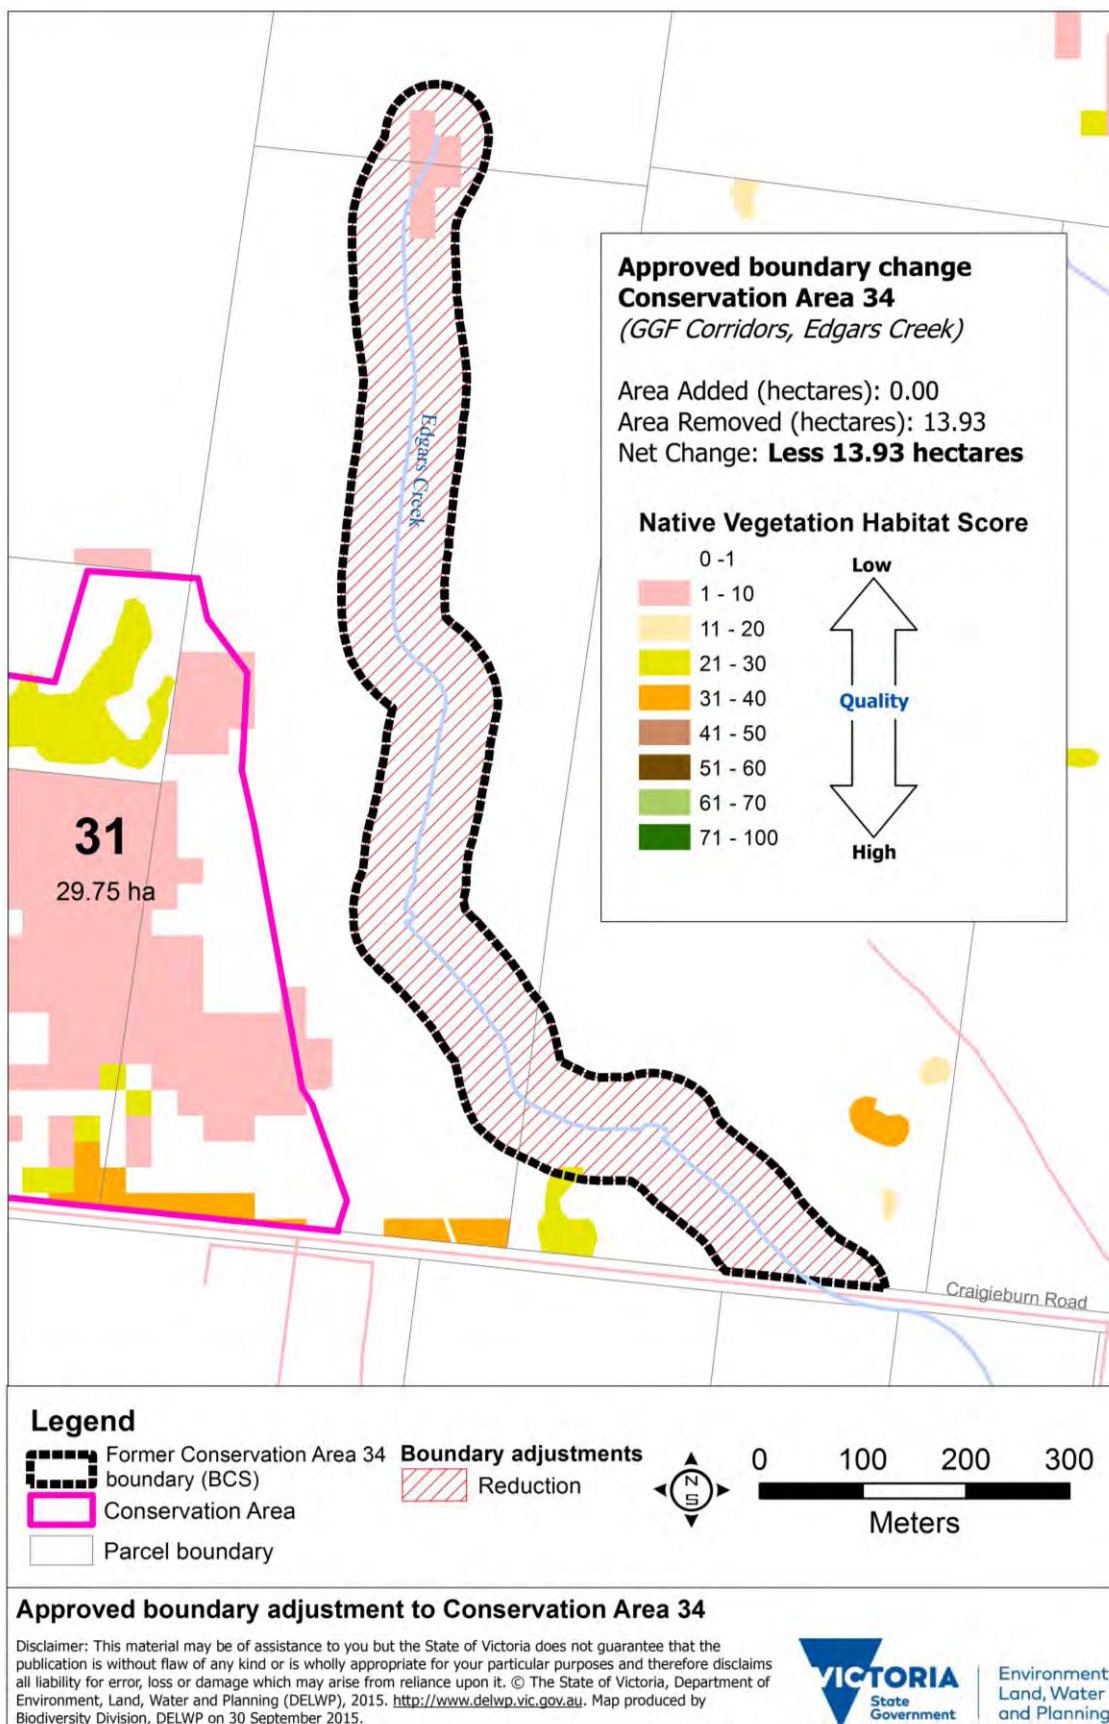 Approved boundary change
Conservation Area 34
(GGF Corridors, Edgars Creek)
Area Added (hectares): 0.00
Area Removed (hectares): 13.93
Net Change: Less 13.93 hectares
Native Vegetation Habitat Score
0 -1
1 - 10
11 - 20
21 - 30
31 - 40
41 - 50
51 - 60
61 - 70
71 - 100
Low
Quality
High
Edgars Creek
31
29.75 ha
Craigieburn Road
Legend
Former Conservation Area 34
boundary (BCS)
Conservation Area
Parcel boundary
Boundary adjustments
Reduction
N
S
0 100 200 300
Meters
Approved boundary adjustment to Conservation Area 34
Disclaimer: This material may be of assistance to you but the State of Victoria does not guarantee that the
publication is without flaw of any kind or is wholly appropriate for your particular purposes and therefore disclaims
all liability for error, loss or damage which may arise from reliance upon it. © The State of Victoria, Department of
Environment, Land, Water and Planning (DELWP), 2015. http://www.delwp.vic.gov.au. Map produced by
Biodiversity Division, DELWP on 30 September 2015.
VICTORIA
State
Government
Environment,
Land, Water
and Planning